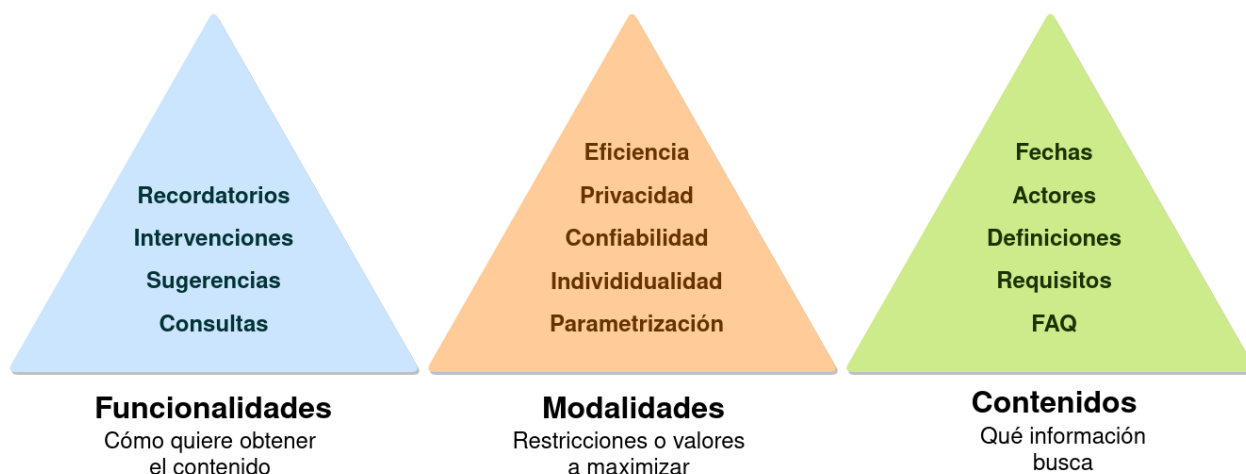 Recordatorios
Intervenciones
Sugerencias
Consultas
Funcionalidades
Cómo quiere obtener
el contenido
Eficiencia
Privacidad
Confiabilidad
Individidualidad
Parametrización
Modalidades
Restricciones o valores
a maximizar
Fechas
Actores
Definiciones
Requisitos
FAQ
Contenidos
Qué información
busca